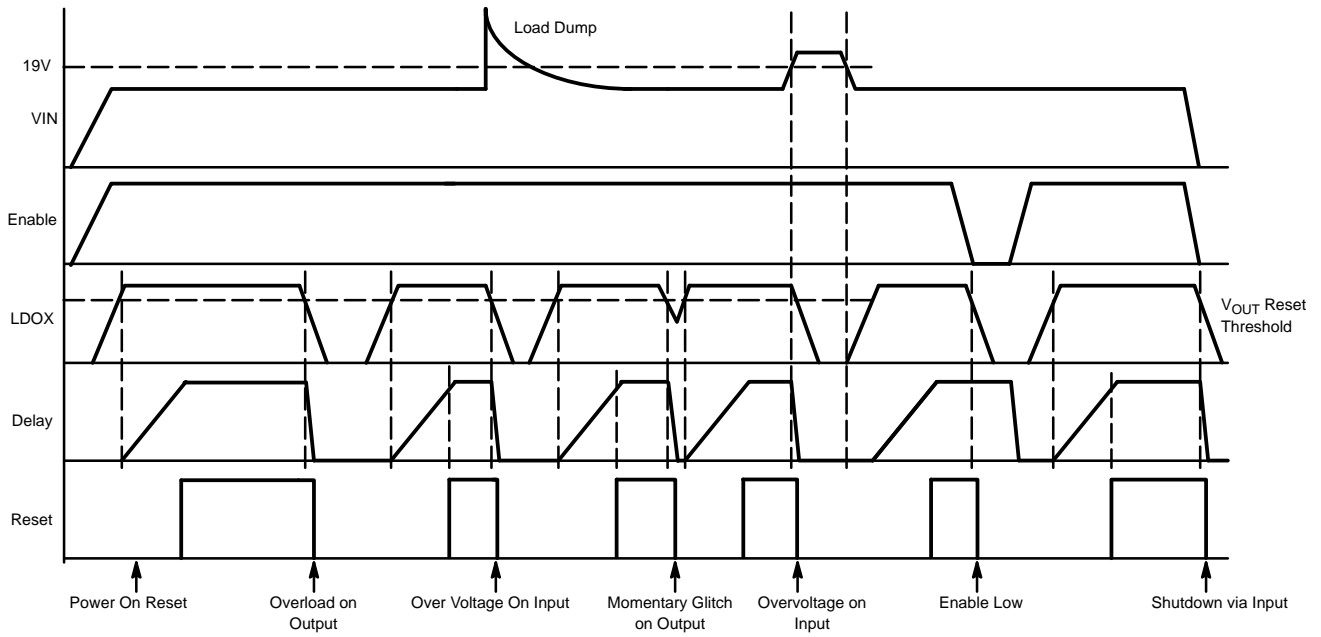 Load Dump
19V
VIN
Enable
LDOX
V_OUT Reset
Threshold
Delay
Reset
Power On Reset
Overload on
Output
Over Voltage On Input
Momentary Glitch
on Output
Overvoltage on
Input
Enable Low
Shutdown via Input